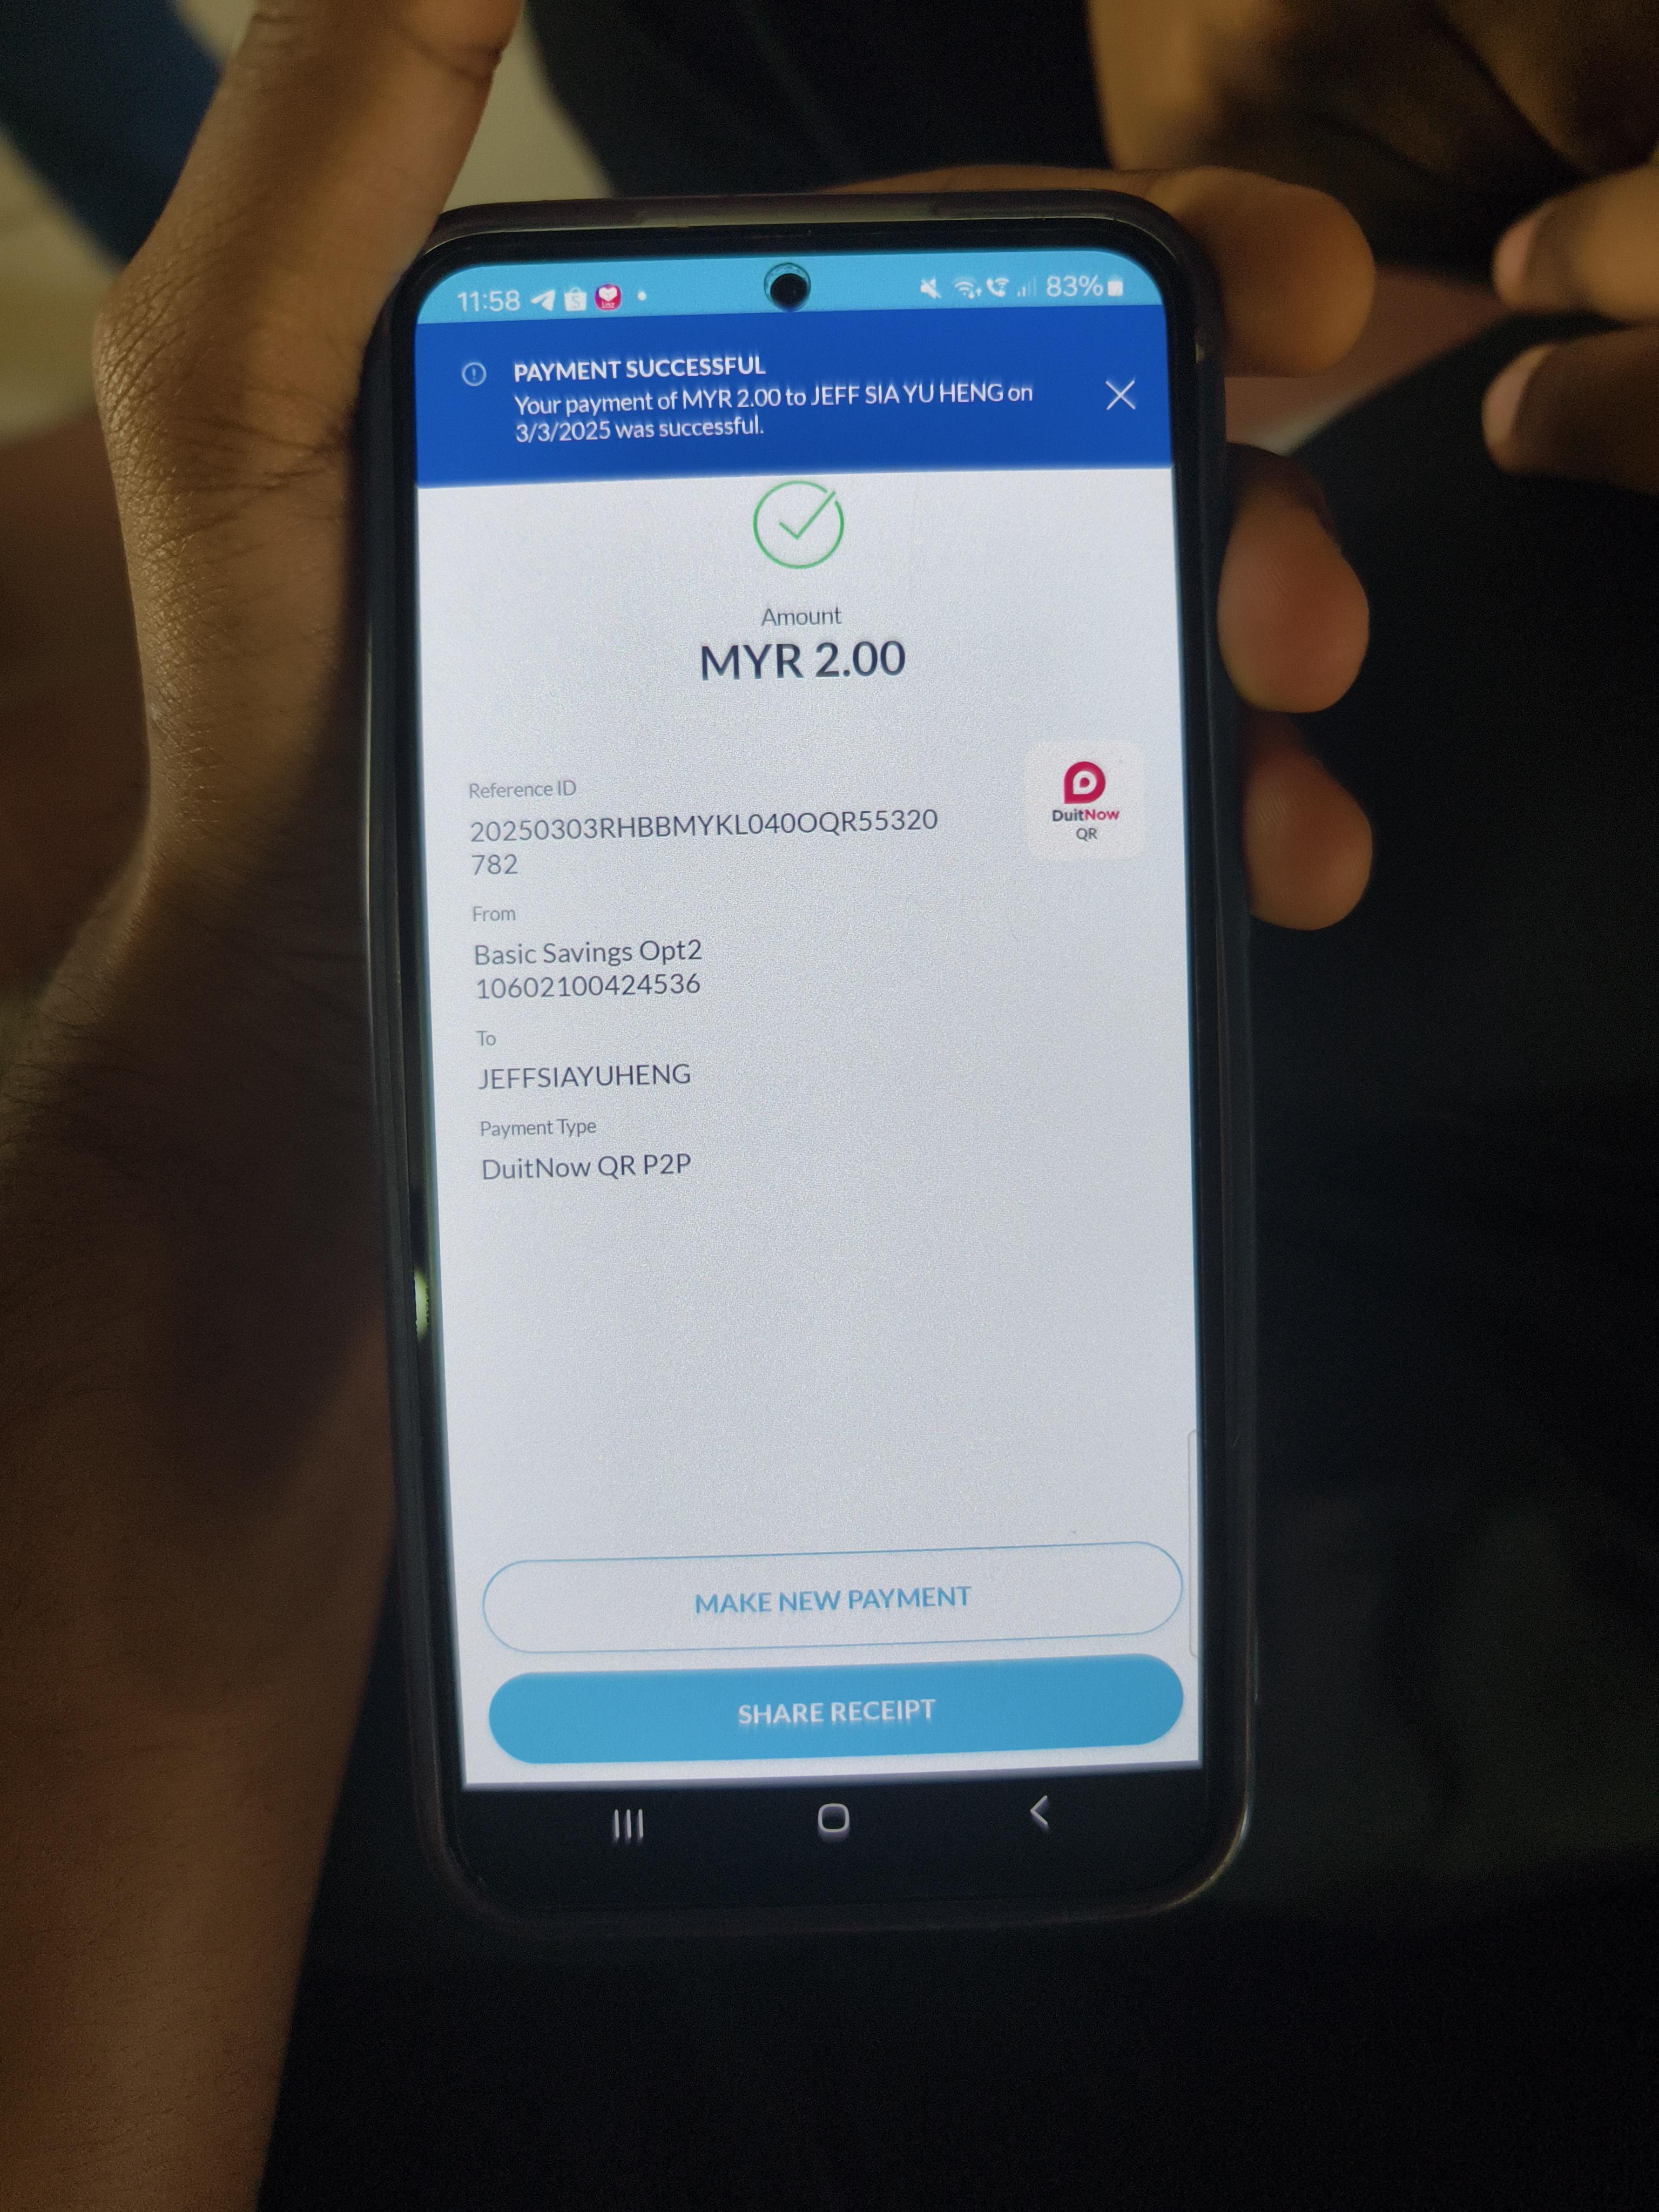 11:58
83%
PAYMENT SUCCESSFUL
Your payment of MYR 2.00 to JEFF SIA YU HENG on
3/3/2025 was successful.
Amount
MYR 2.00
Reference ID
20250303RHBBMYKL040OQR55320
782
DuitNow
QR
From
Basic Savings Opt2
10602100424536
To
JEFFSIAYUHENG
Payment Type
DuitNow QR P2P
MAKE NEW PAYMENT
SHARE RECEIPT